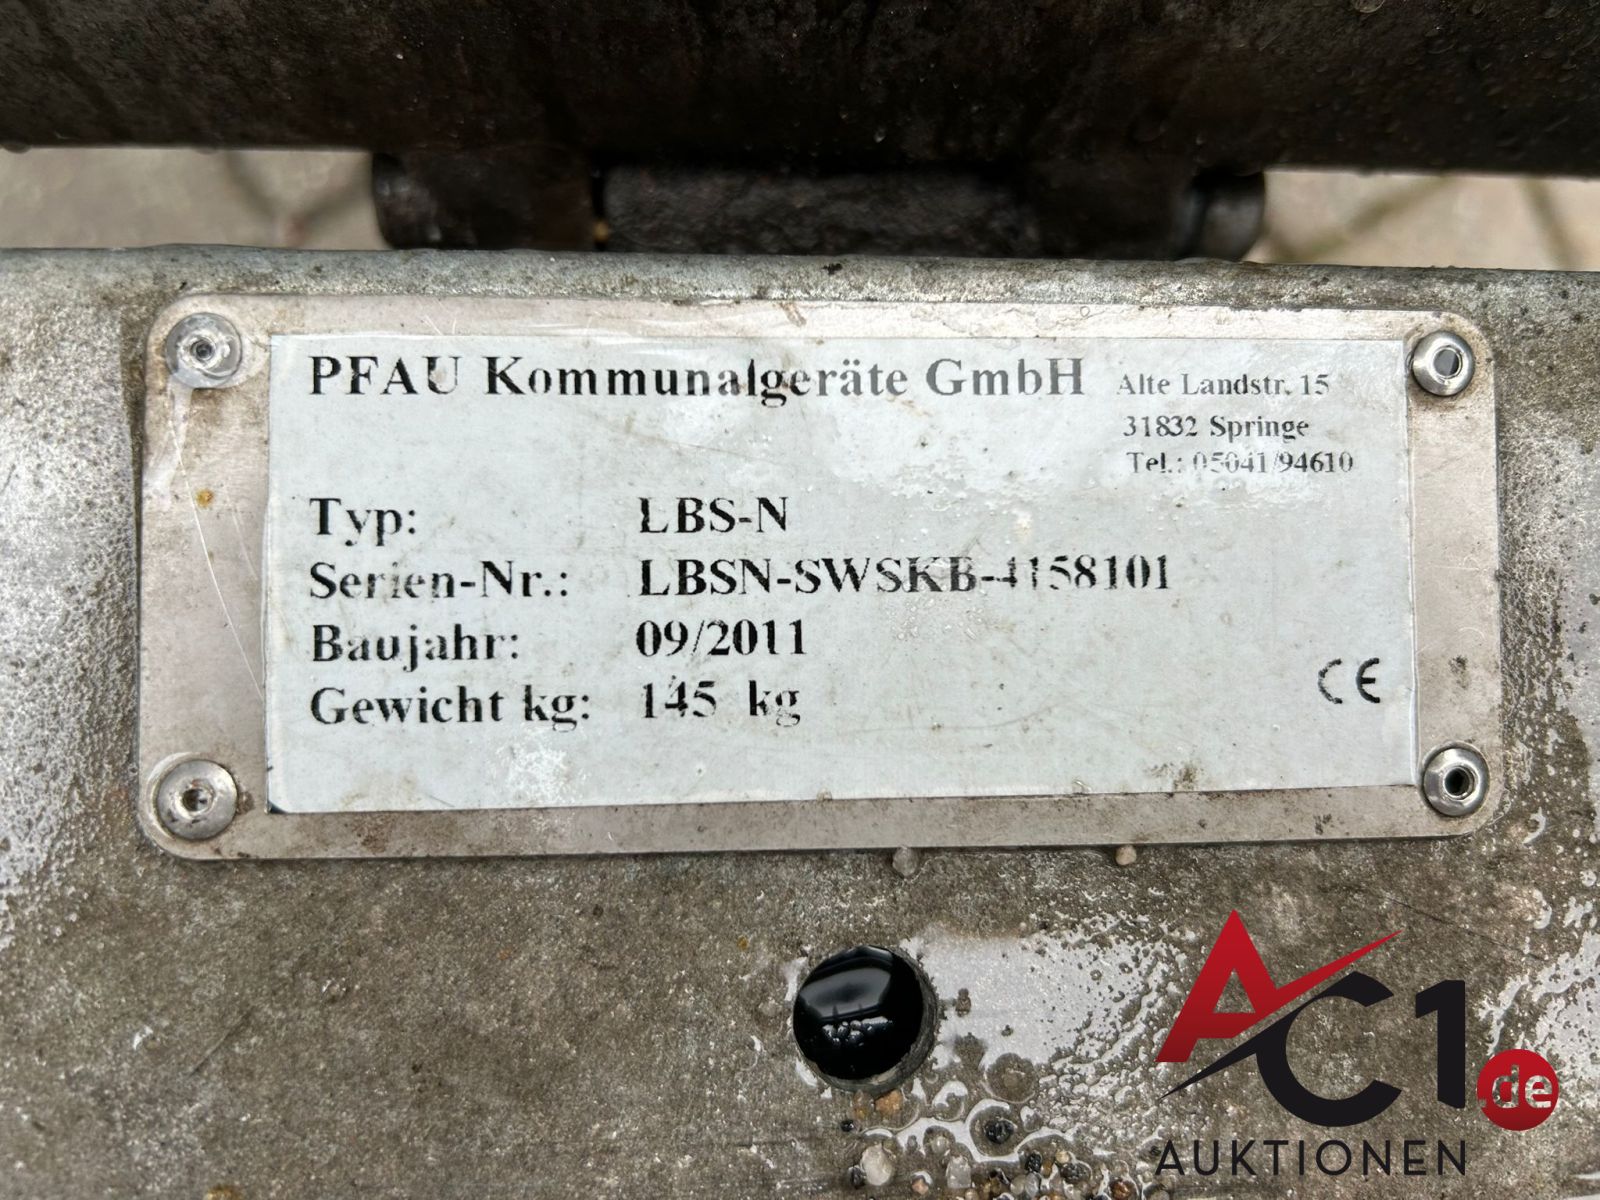 PFAU Kommunalgeräte GmbH Alte Landstr. 15
31832 Springe
Tel.: 05041/94610
Typ: LBS-N
Serien-Nr.: LBSN-SWSKB-4158101
Baujahr: 09/2011
Gewicht kg: 145 kg
CE
AC1.de
AUKTIONEN